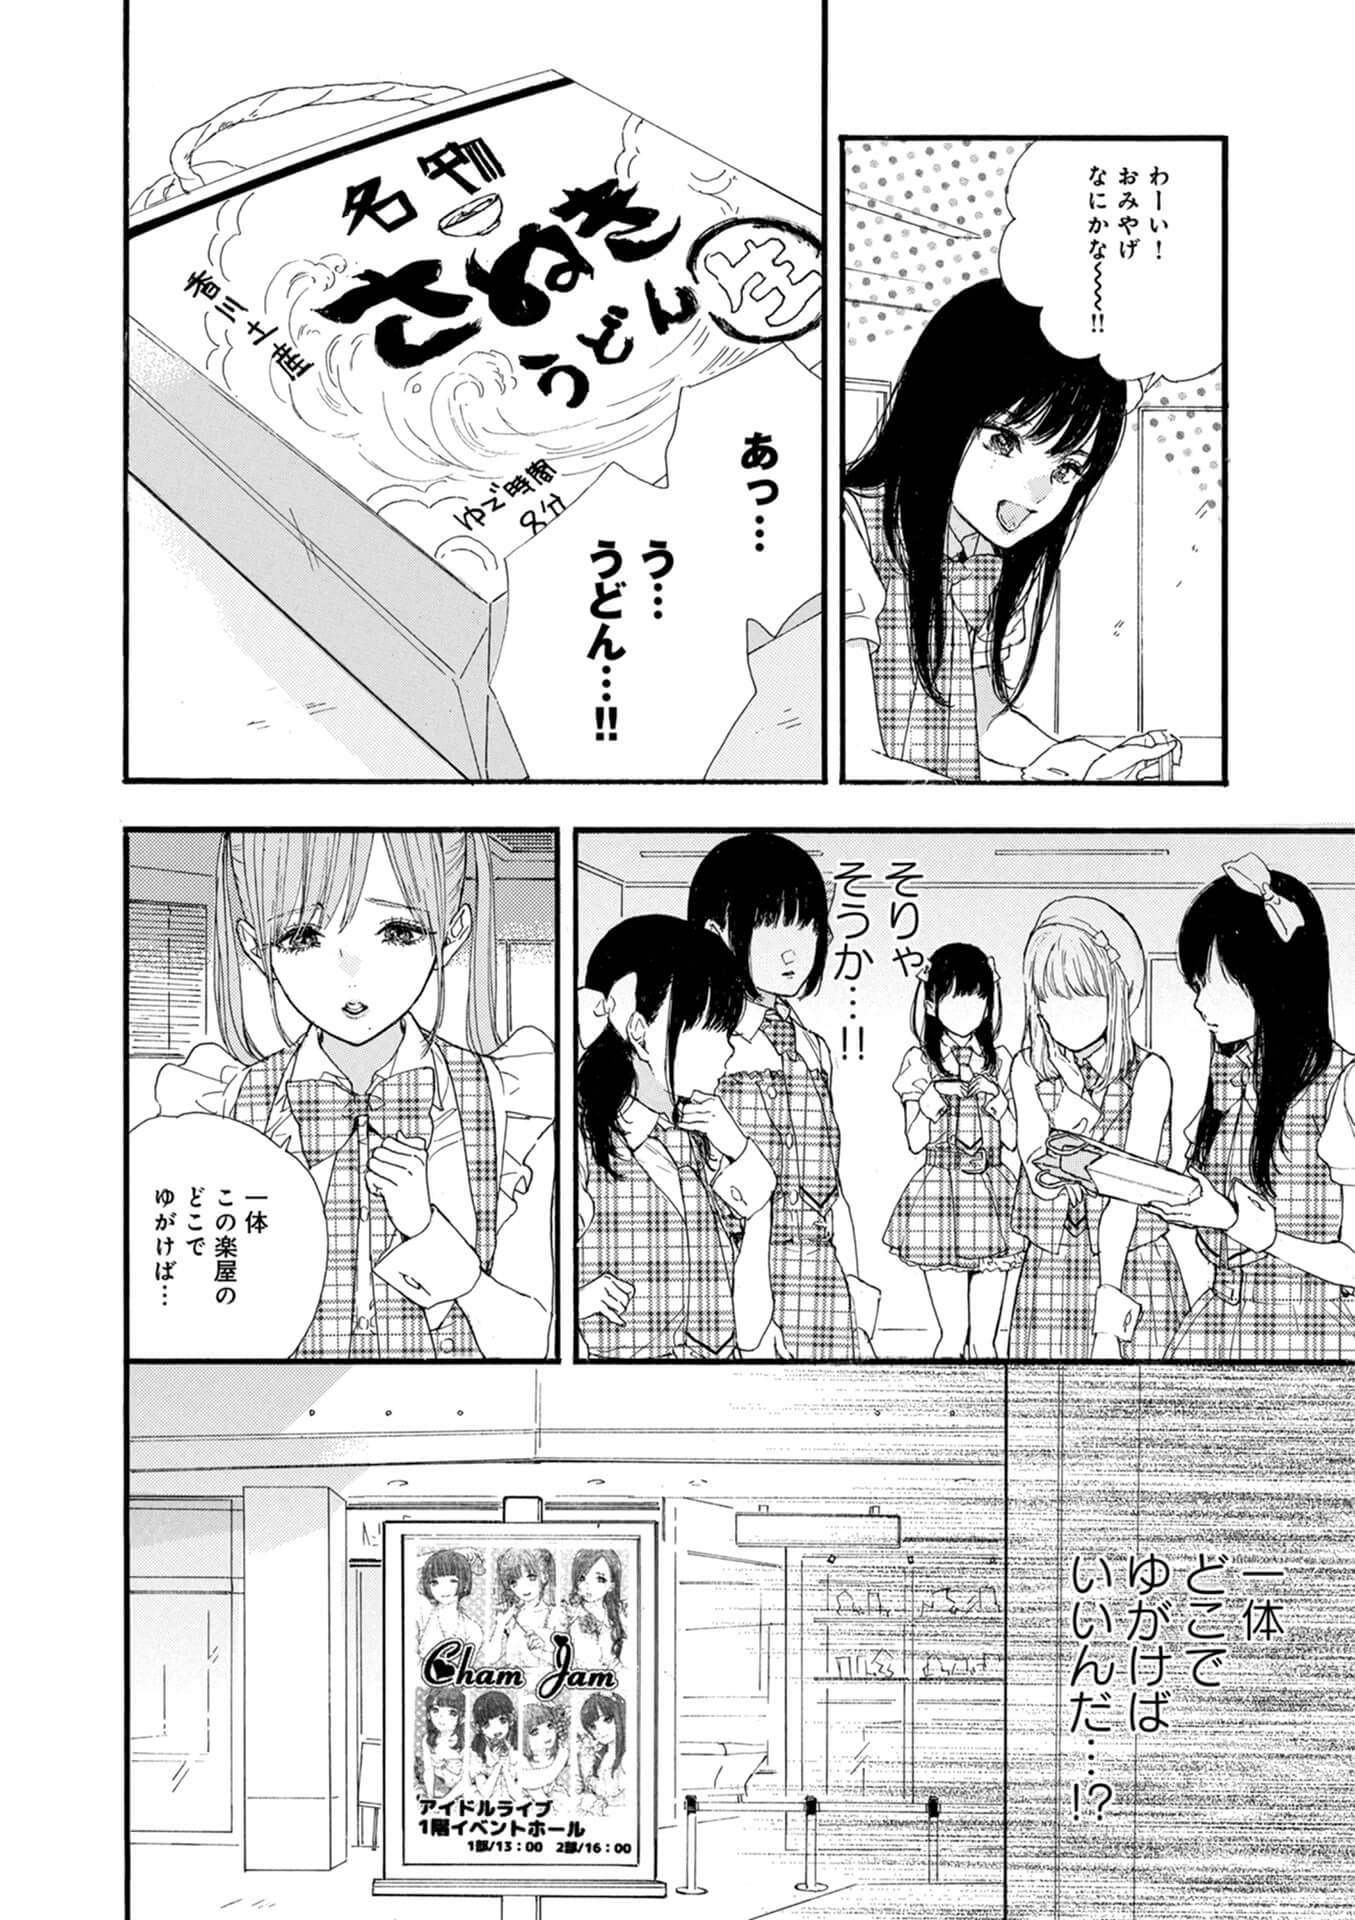 わーい！
おみやげ
なにかな〜〜!!
名物
さぬき
うどん
生
香川土産
ゆで時間
8分
あっ…
う…
うどん…!!
そりゃ
そうか…!!
一体
この楽屋の
どこで
ゆがけば…
一体
どこで
ゆがけば
いいんだ…!?
Cham Jam
アイドルライブ
1階イベントホール
1部/13：00 2部/16：00